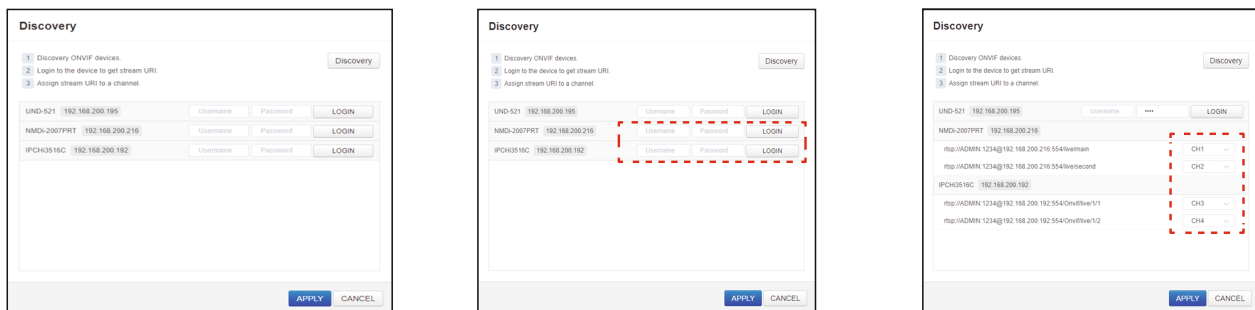 Discovery
1 Discovery ONVIF devices.
2 Login to the device to get stream URI.
3 Assign stream URI to a channel.
Discovery
UND-521 192.168.200.195 Username Password LOGIN
NMDi-2007PRT 192.168.200.216 Username Password LOGIN
IPCHi3516C 192.168.200.192 Username Password LOGIN
APPLY CANCEL
Discovery
1 Discovery ONVIF devices.
2 Login to the device to get stream URI.
3 Assign stream URI to a channel.
Discovery
UND-521 192.168.200.195 Username Password LOGIN
NMDi-2007PRT 192.168.200.216 Username Password LOGIN
IPCHi3516C 192.168.200.192 Username Password LOGIN
APPLY CANCEL
Discovery
1 Discovery ONVIF devices.
2 Login to the device to get stream URI.
3 Assign stream URI to a channel.
Discovery
UND-521 192.168.200.195 Username •••• LOGIN
NMDi-2007PRT 192.168.200.216
rtsp://ADMIN:1234@192.168.200.216:554/live/main CH1
rtsp://ADMIN:1234@192.168.200.216:554/live/second CH2
IPCHi3516C 192.168.200.192
rtsp://ADMIN:1234@192.168.200.192:554/Onvif/live/1/1 CH3
rtsp://ADMIN:1234@192.168.200.192:554/Onvif/live/1/2 CH4
APPLY CANCEL